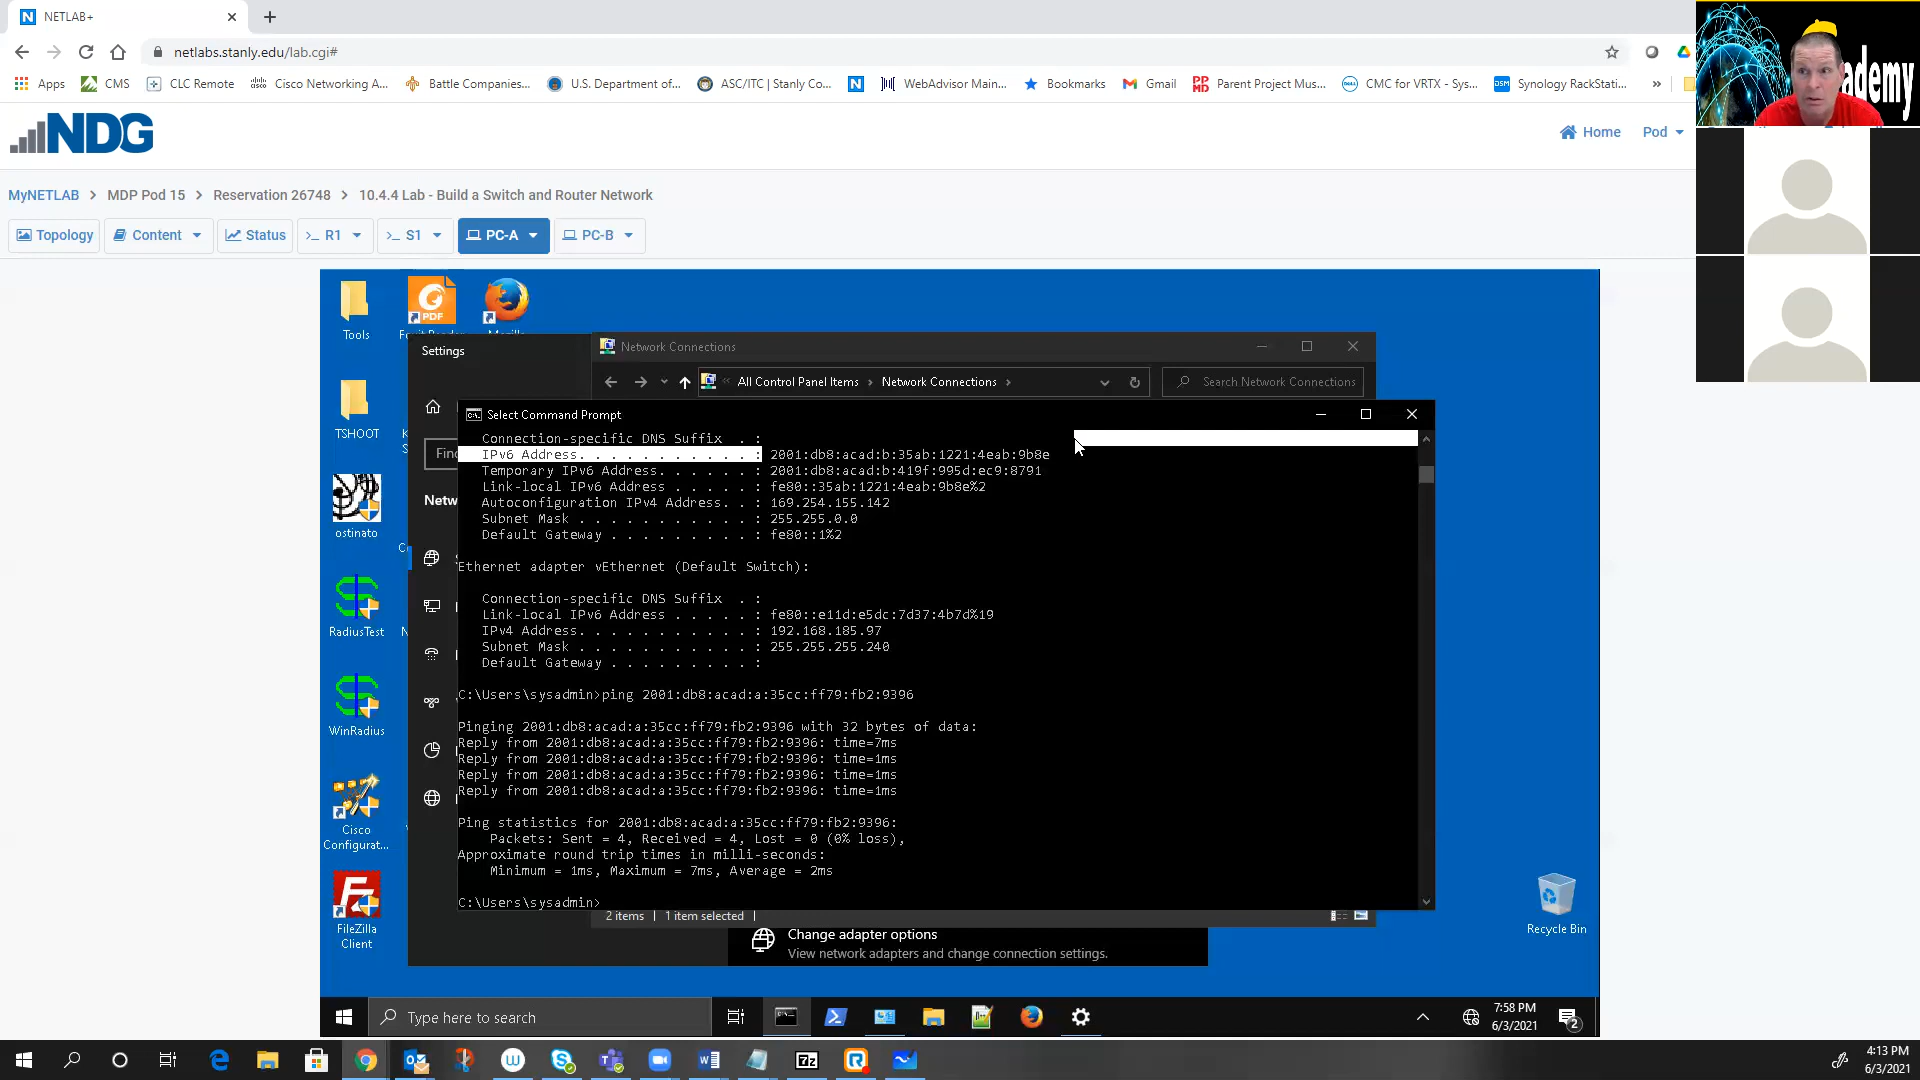 NETLAB+
netlabs.stanly.edu/lab.cgi#
Apps CMS CLC Remote Cisco Networking A... Battle Companies... U.S. Department of... ASC/ITC | Stanly Co... WebAdvisor Main... Bookmarks Gmail Parent Project Mus... CMC for VRTX - Sys... Synology RackStati... »
ademy
NDG
Home Pod
MyNETLAB > MDP Pod 15 > Reservation 26748 > 10.4.4 Lab - Build a Switch and Router Network
Topology Content Status >_ R1 >_ S1 PC-A PC-B
Tools
TSHOOT
ostinato
RadiusTest
WinRadius
Cisco
Configurat...
FileZilla
Client
Settings
Network Connections
All Control Panel Items > Network Connections >
Search Network Connections
Select Command Prompt
Connection-specific DNS Suffix . :
IPv6 Address. . . . . . . . . . . : 2001:db8:acad:b:35ab:1221:4eab:9b8e
Temporary IPv6 Address. . . . . . : 2001:db8:acad:b:419f:995d:ec9:8791
Link-local IPv6 Address . . . . . : fe80::35ab:1221:4eab:9b8e%2
Autoconfiguration IPv4 Address. . : 169.254.155.142
Subnet Mask . . . . . . . . . . . : 255.255.0.0
Default Gateway . . . . . . . . . : fe80::1%2
Ethernet adapter vEthernet (Default Switch):
Connection-specific DNS Suffix . :
Link-local IPv6 Address . . . . . : fe80::e11d:e5dc:7d37:4b7d%19
IPv4 Address. . . . . . . . . . . : 192.168.185.97
Subnet Mask . . . . . . . . . . . : 255.255.255.240
Default Gateway . . . . . . . . . :
C:\Users\sysadmin>ping 2001:db8:acad:a:35cc:ff79:fb2:9396
Pinging 2001:db8:acad:a:35cc:ff79:fb2:9396 with 32 bytes of data:
Reply from 2001:db8:acad:a:35cc:ff79:fb2:9396: time=7ms
Reply from 2001:db8:acad:a:35cc:ff79:fb2:9396: time=1ms
Reply from 2001:db8:acad:a:35cc:ff79:fb2:9396: time=1ms
Reply from 2001:db8:acad:a:35cc:ff79:fb2:9396: time=1ms
Ping statistics for 2001:db8:acad:a:35cc:ff79:fb2:9396:
Packets: Sent = 4, Received = 4, Lost = 0 (0% loss),
Approximate round trip times in milli-seconds:
Minimum = 1ms, Maximum = 7ms, Average = 2ms
C:\Users\sysadmin>
2 items 1 item selected
Change adapter options
View network adapters and change connection settings.
Recycle Bin
Type here to search
7:58 PM
6/3/2021
2
4:13 PM
6/3/2021